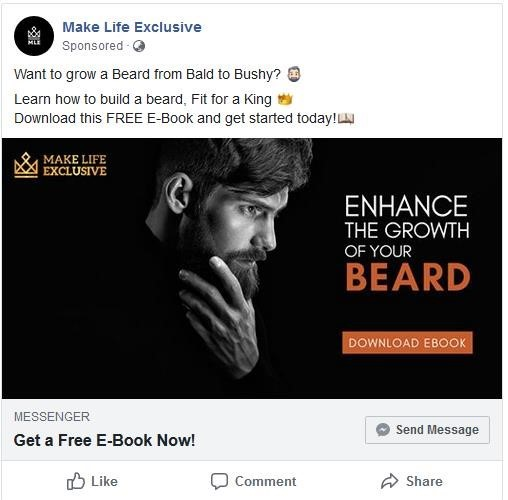 Make Life Exclusive
Sponsored ·
Want to grow a Beard from Bald to Bushy?
Learn how to build a beard, Fit for a King
Download this FREE E-Book and get started today!
MLE
MAKE LIFE
EXCLUSIVE
ENHANCE
THE GROWTH
OF YOUR
BEARD
DOWNLOAD EBOOK
MESSENGER
Get a Free E-Book Now!
Send Message
Like
Comment
Share